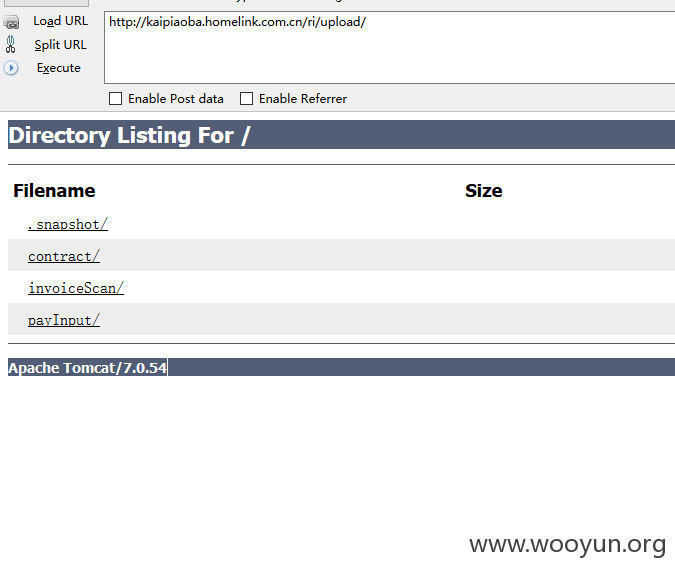 Load URL
http://kaipiaoba.homelink.com.cn/ri/upload/
Split URL
Execute
Enable Post data
Enable Referrer
Directory Listing For /
Filename
Size
.snapshot/
contract/
invoiceScan/
payInput/
Apache Tomcat/7.0.54
www.wooyun.org